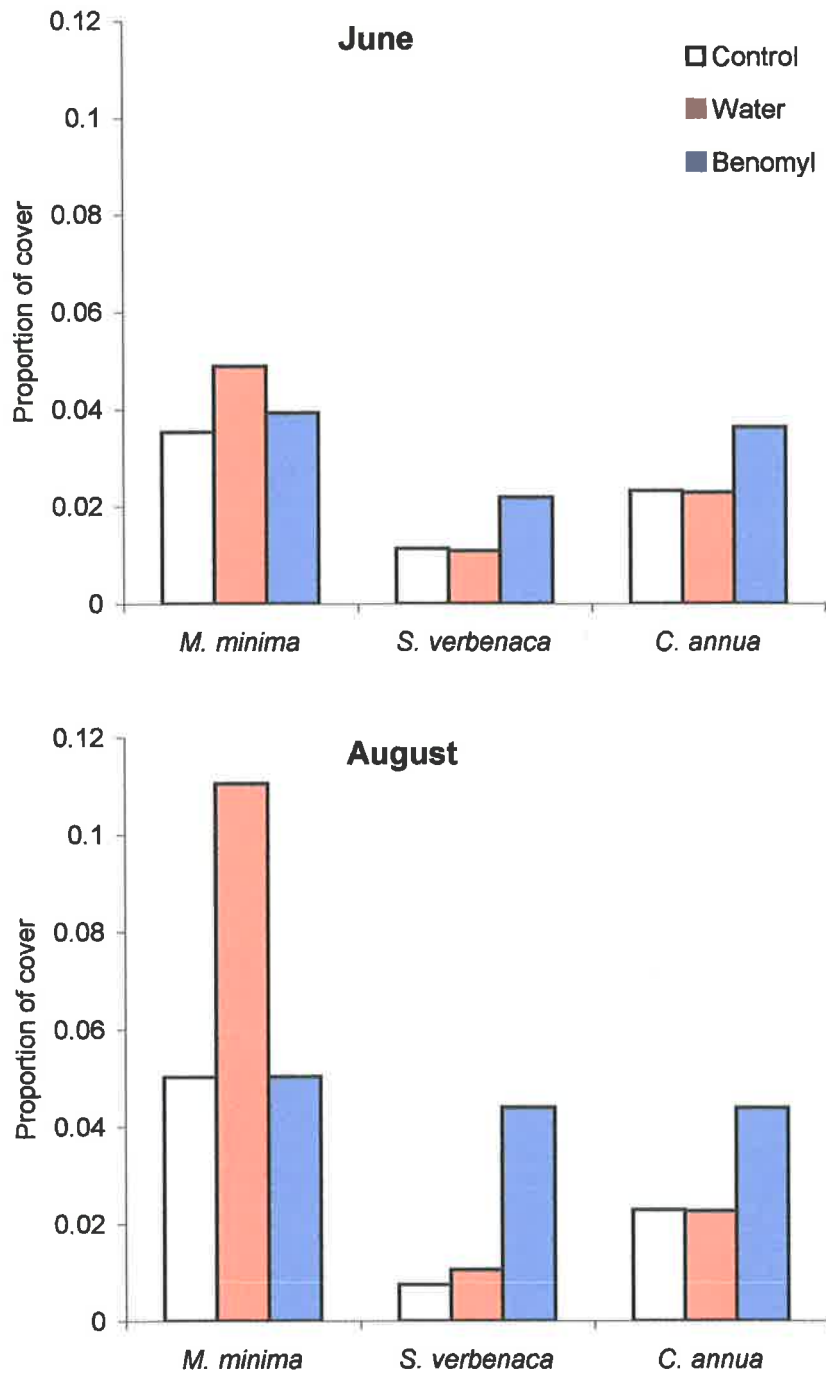 June
Control
Water
Benomyl
Proportion of cover
0.12
0.1
0.08
0.06
0.04
0.02
0
M. minima S. verbenaca C. annua
August
Proportion of cover
0.12
0.1
0.08
0.06
0.04
0.02
0
M. minima S. verbenaca C. annua